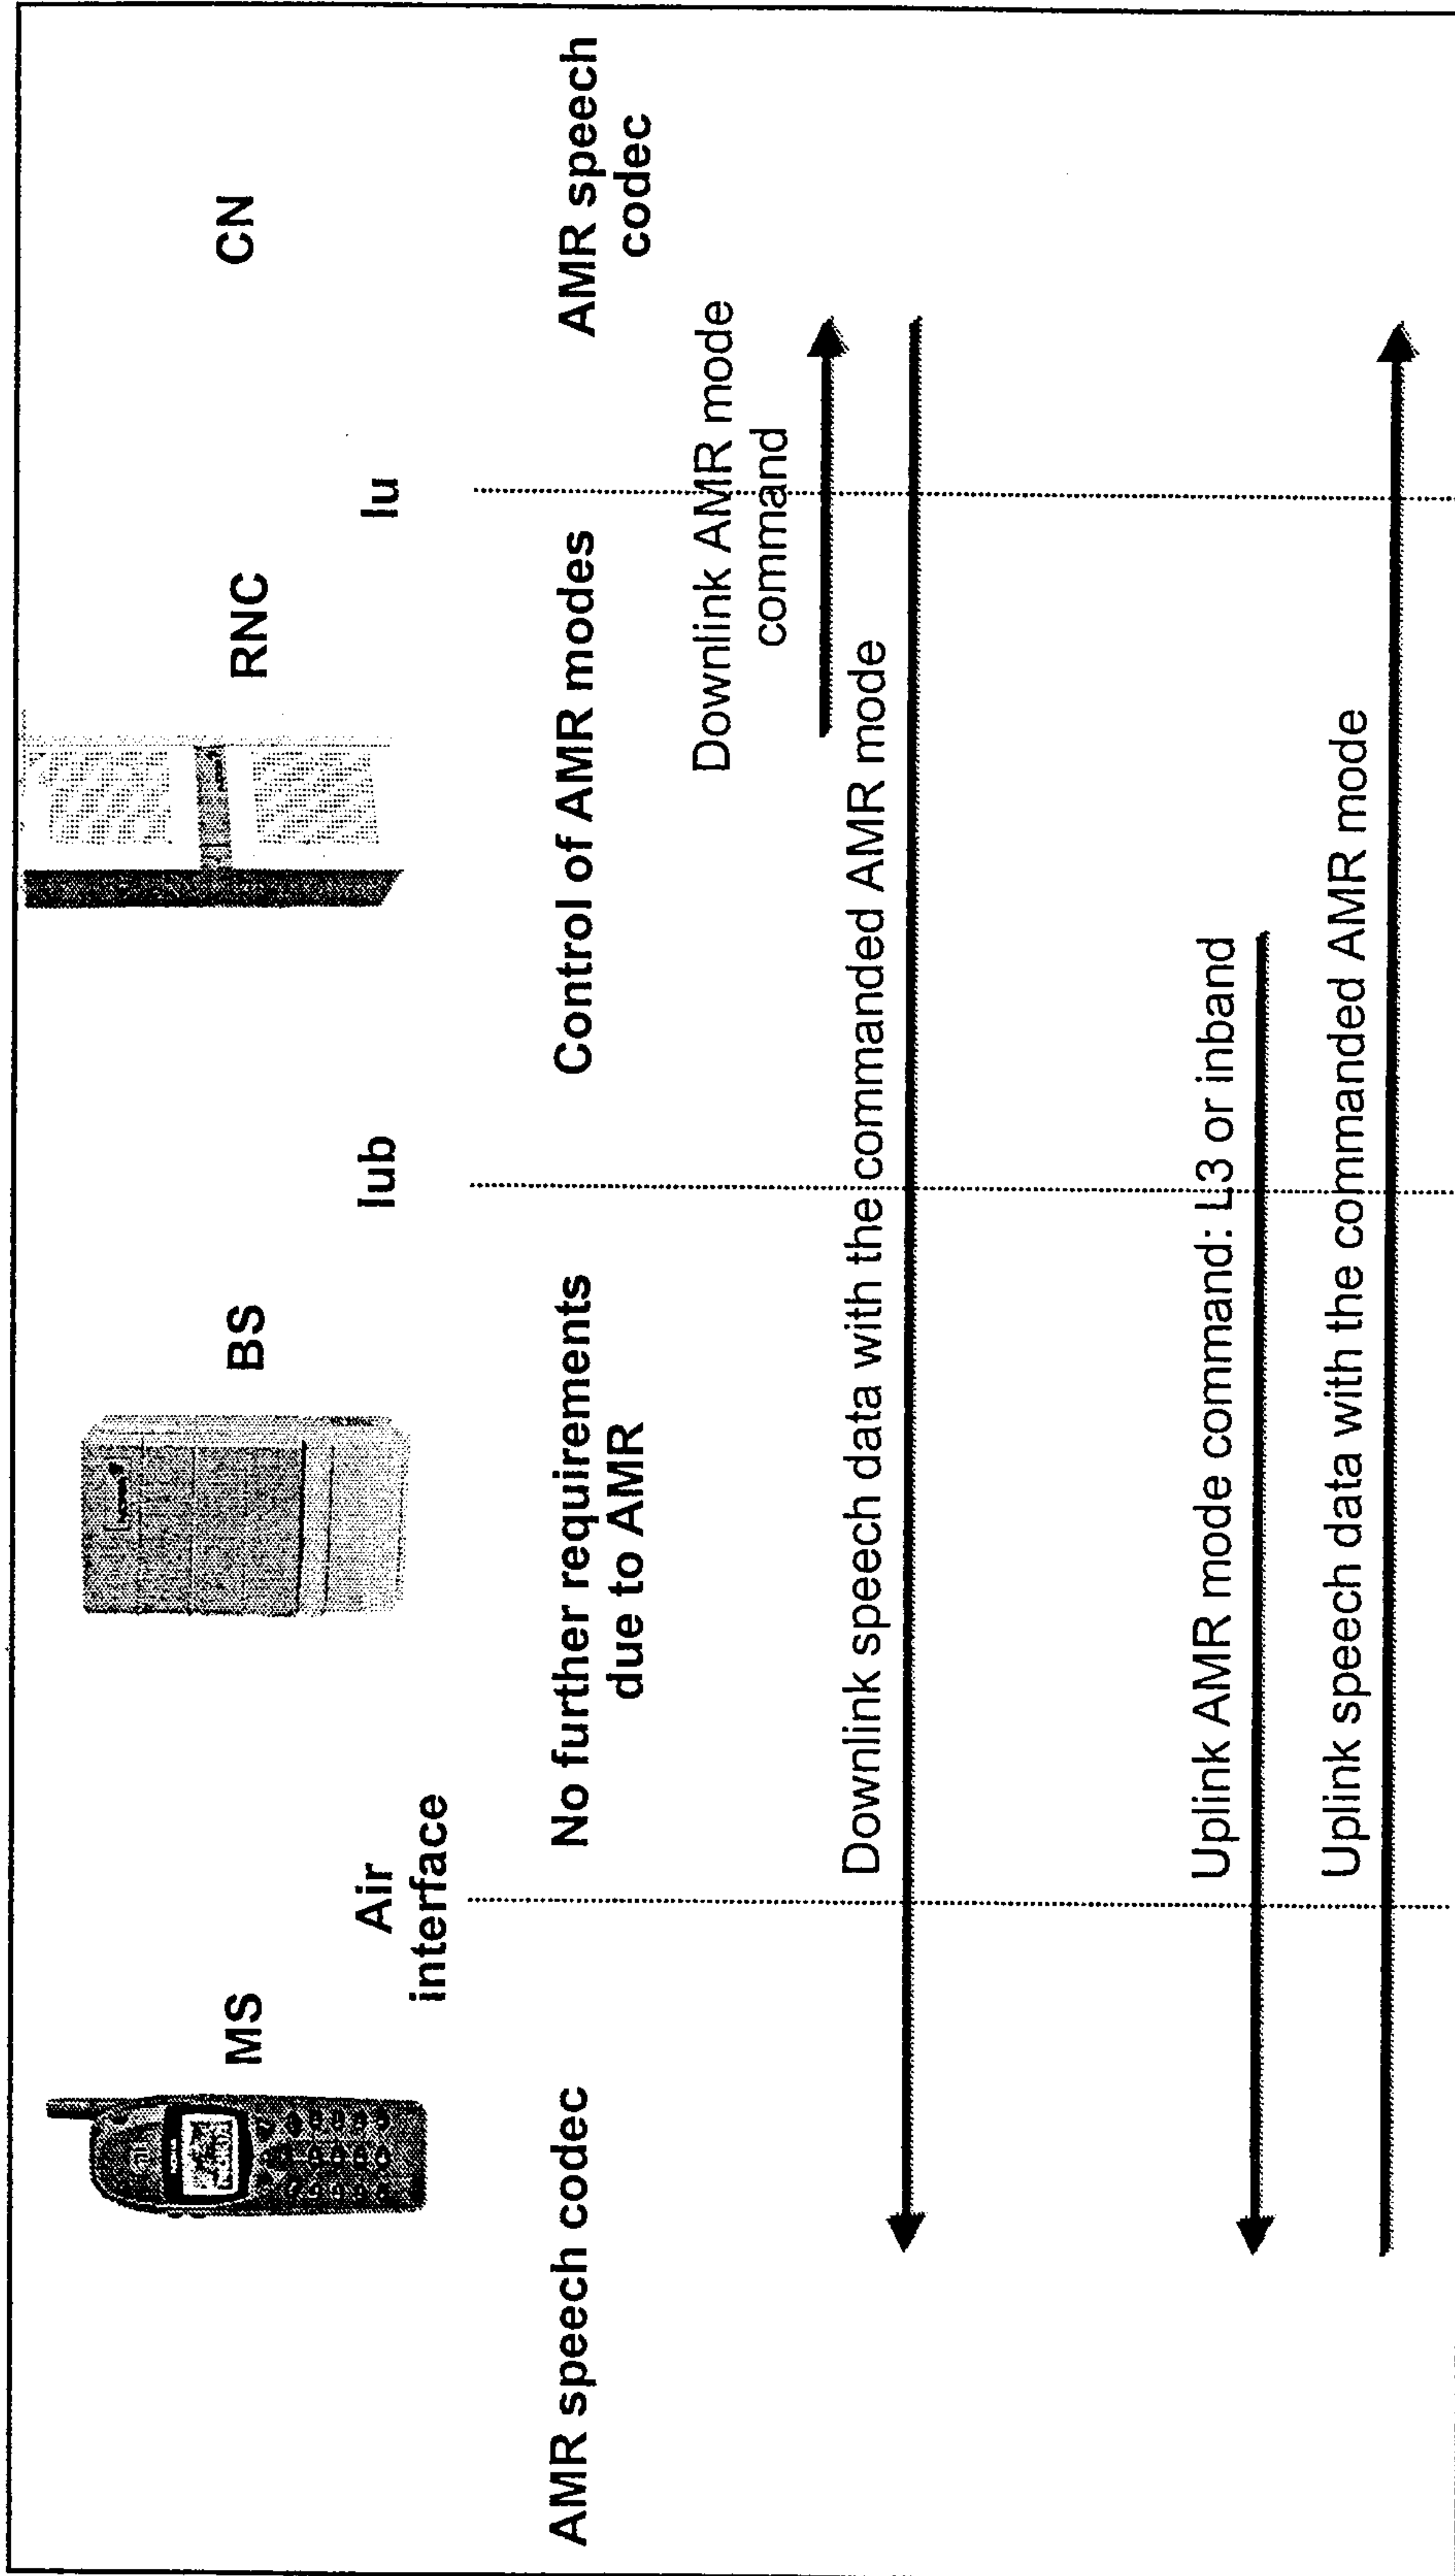 MS
BS
RNC
CN
Air
interface
Iub
Iu
AMR speech codec
No further requirements
due to AMR
Control of AMR modes
AMR speech
codec
Downlink AMR mode
command
Downlink speech data with the commanded AMR mode
Uplink AMR mode command: L3 or inband
Uplink speech data with the commanded AMR mode